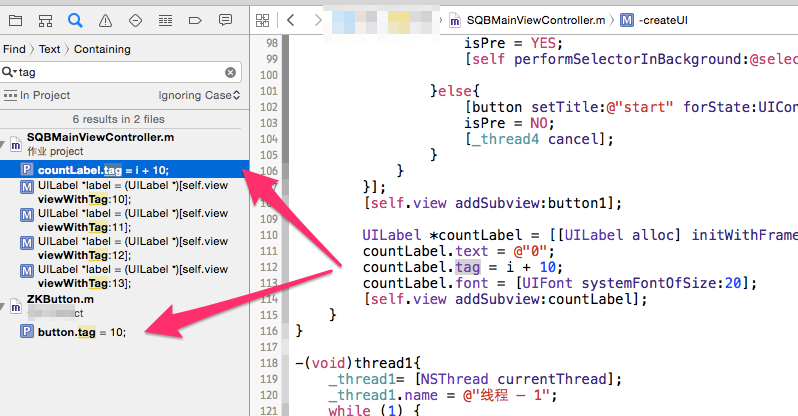 SQBMainViewController.m
-createUI
Find
Text
Containing
tag
In Project
Ignoring Case
6 results in 2 files
SQBMainViewController.m
作业 project
countLabel.tag = i + 10;
UILabel *label = (UILabel *)[self.view
viewWithTag:10];
UILabel *label = (UILabel *)[self.view
viewWithTag:11];
UILabel *label = (UILabel *)[self.view
viewWithTag:12];
UILabel *label = (UILabel *)[self.view
viewWithTag:13];
ZKButton.m
button.tag = 10;
98 isPre = YES;
99 [self performSelectorInBackground:@selec
100
101 }else{
102 [button setTitle:@"start" forState:UICon
103 isPre = NO;
104 [_thread4 cancel];
105 }
106 }
107 }];
108 [self.view addSubview:button1];
109
110 UILabel *countLabel = [[UILabel alloc] initWithFrame
111 countLabel.text = @"0";
112 countLabel.tag = i + 10;
113 countLabel.font = [UIFont systemFontOfSize:20];
114 [self.view addSubview:countLabel];
115 }
116 }
117
118 -(void)thread1{
119 _thread1= [NSThread currentThread];
120 _thread1.name = @"线程 – 1";
121 while (1) {